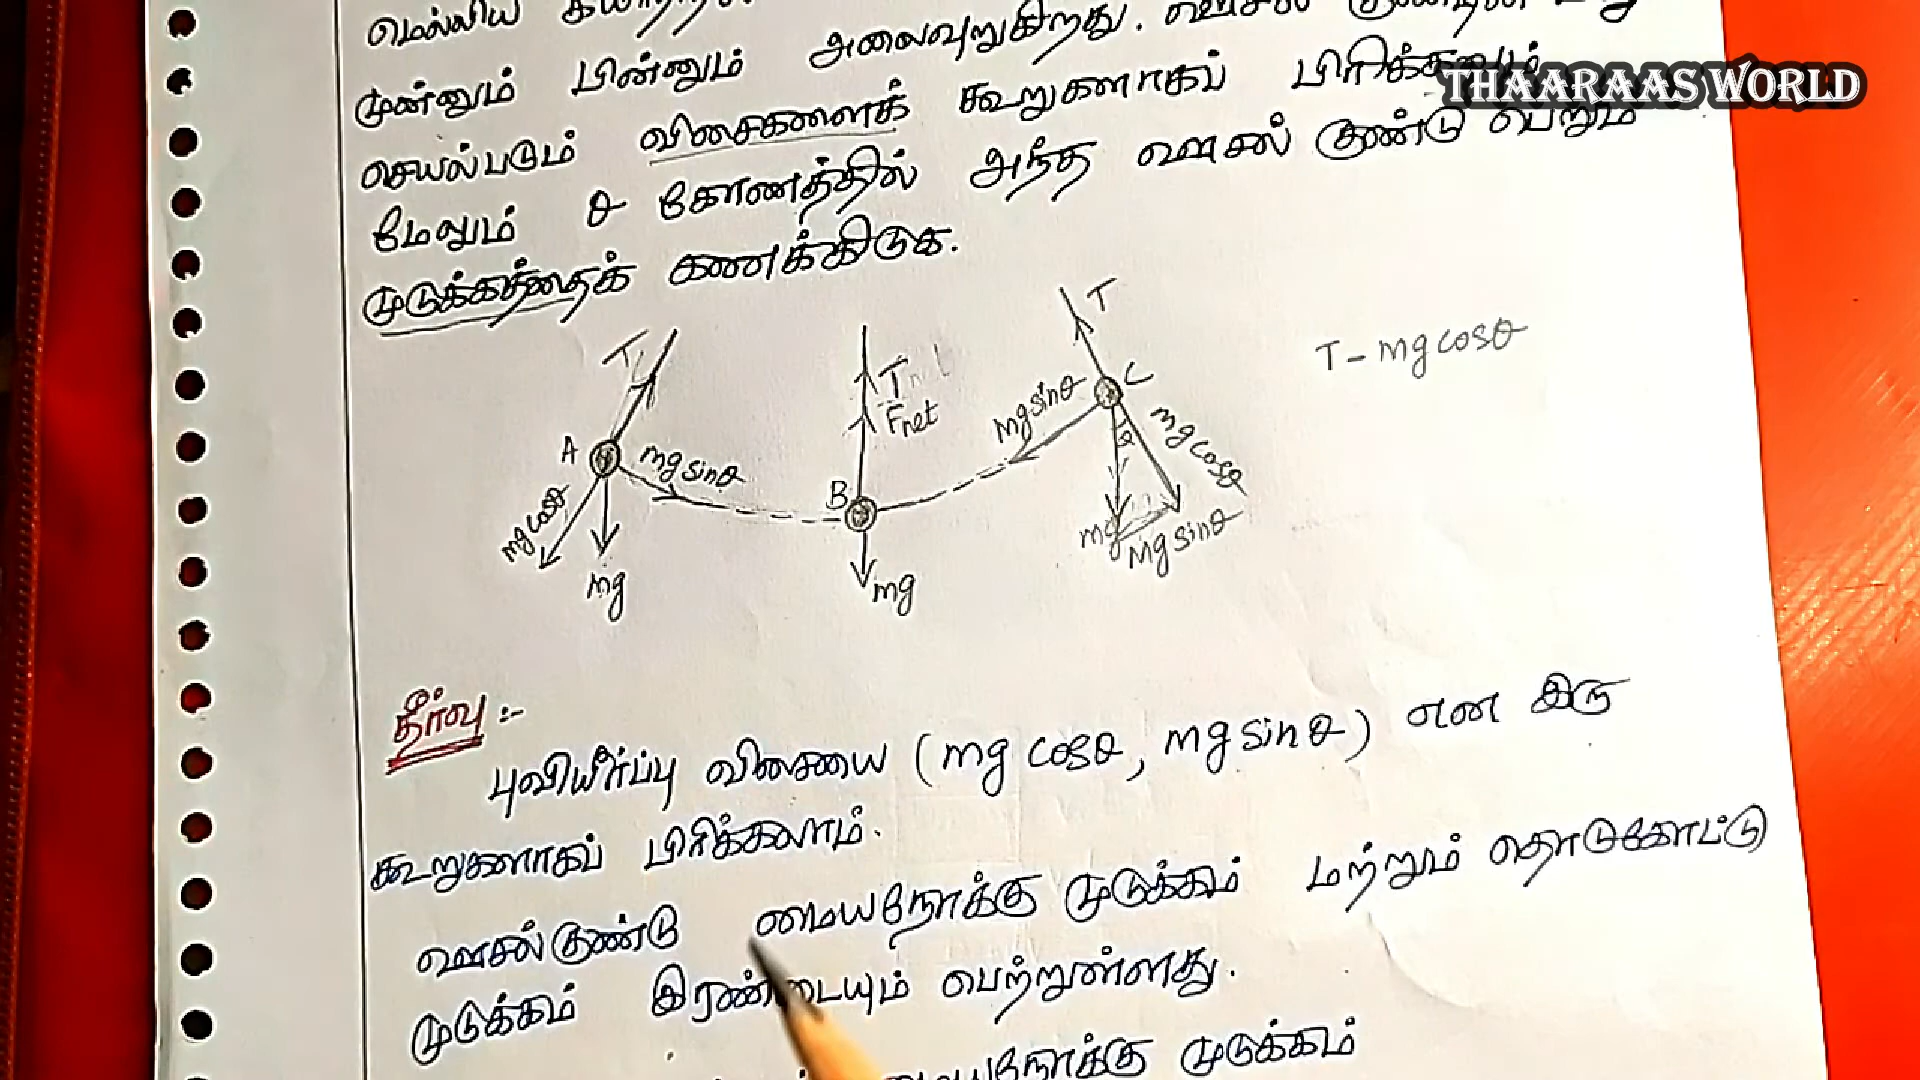 மெல்லிய
முன்னும் பின்னும் அலைவுறுகிறது. ஊசல்
THAARAAS WORLD
செயல்படும் விசைகளைக் கூறுகளாகப் பிரிக்கவும்
மேலும் θ கோணத்தில் அந்த ஊசல் குண்டு பெறும்
முடுக்கத்தைக் கணக்கிடுக.
T
T
T
Fnet
T - mg cosθ
A
mg sinθ
mg cosθ
mg
B
mg
mg sinθ
C
mg cosθ
θ
mg
Mg sinθ
தீர்வு :-
புவியீர்ப்பு விசையை (mg cosθ, mg sinθ) என இரு
கூறுகளாகப் பிரிக்கலாம்.
ஊசல்குண்டு மையநோக்கு முடுக்கம் மற்றும் தொடுகோட்டு
முடுக்கம் இரண்டையும் பெற்றுள்ளது.
மையநோக்கு முடுக்கம்